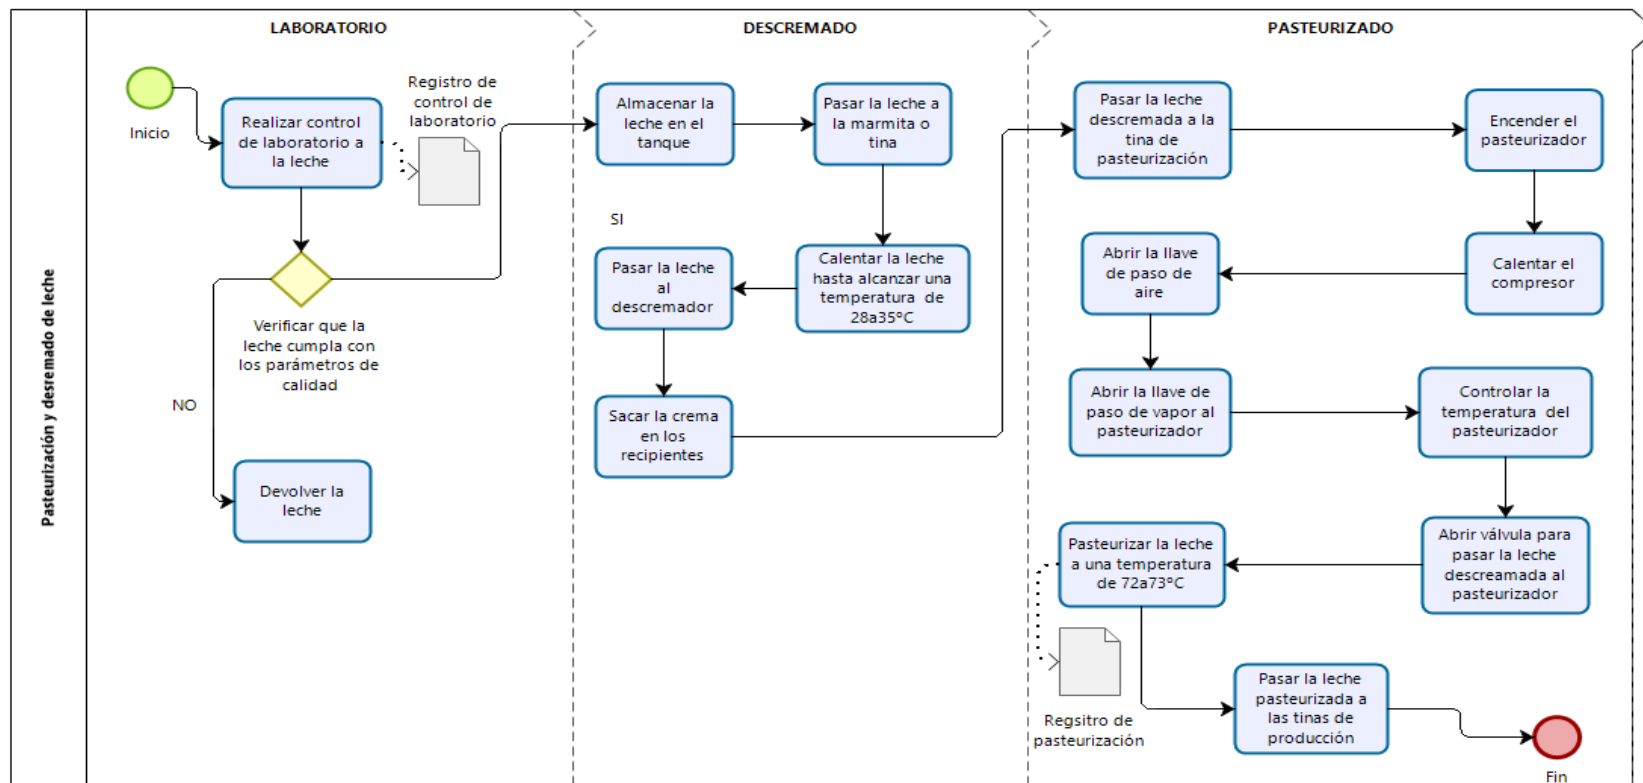 LABORATORIO
DESCREMADO
PASTEURIZADO
Pasteurización y desremado de leche
Inicio
Realizar control
de laboratorio a
la leche
Registro de
control de
laboratorio
Verificar que la
leche cumpla con
los parámetros de
calidad
NO
Devolver la
leche
SI
Almacenar la
leche en el
tanque
Pasar la leche a
la marmita o
tina
Calentar la leche
hasta alcanzar una
temperatura de
28a35°C
Pasar la leche
al
descremador
Sacar la crema
en los
recipientes
Pasar la leche
descremada a la
tina de
pasteurización
Encender el
pasteurizador
Calentar el
compresor
Abrir la llave
de paso de
aire
Abrir la llave de
paso de vapor al
pasteurizador
Controlar la
temperatura del
pasteurizador
Abrir válvula para
pasar la leche
descreamada al
pasteurizador
Pasteurizar la leche
a una temperatura
de 72a73°C
Regsitro de
pasteurización
Pasar la leche
pasteurizada a
las tinas de
producción
Fin